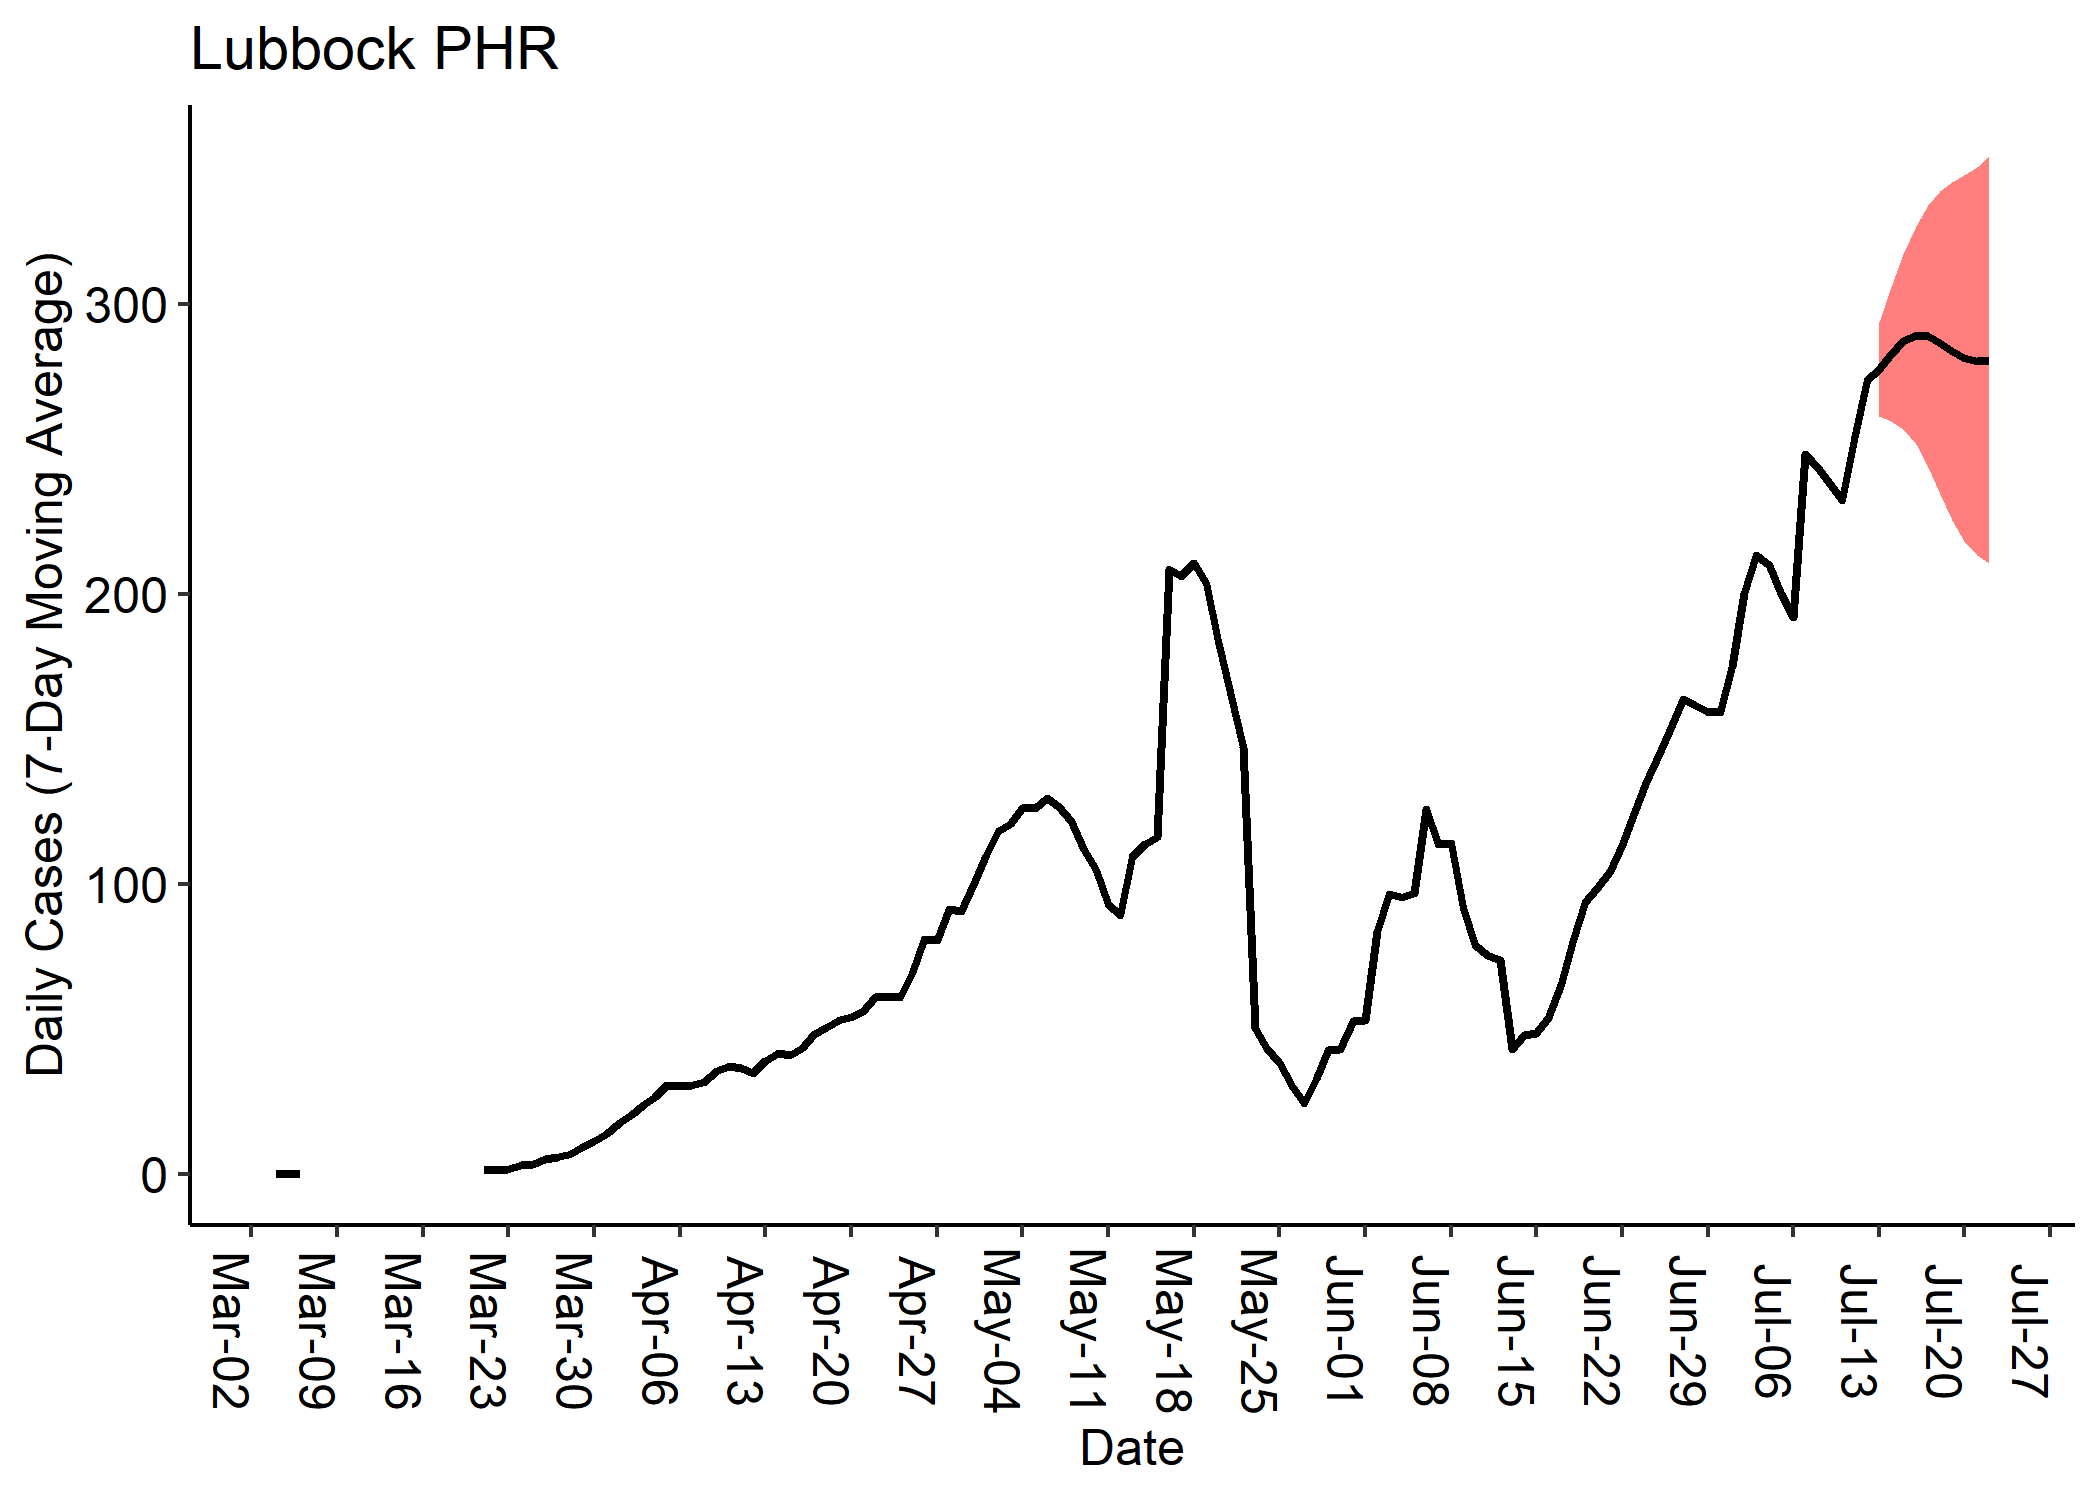 Lubbock PHR
Daily Cases (7-Day Moving Average)
300
200
100
0
Mar-02
Mar-09
Mar-16
Mar-23
Mar-30
Apr-06
Apr-13
Apr-20
Apr-27
May-04
May-11
May-18
May-25
Jun-01
Jun-08
Jun-15
Jun-22
Jun-29
Jul-06
Jul-13
Jul-20
Jul-27
Date